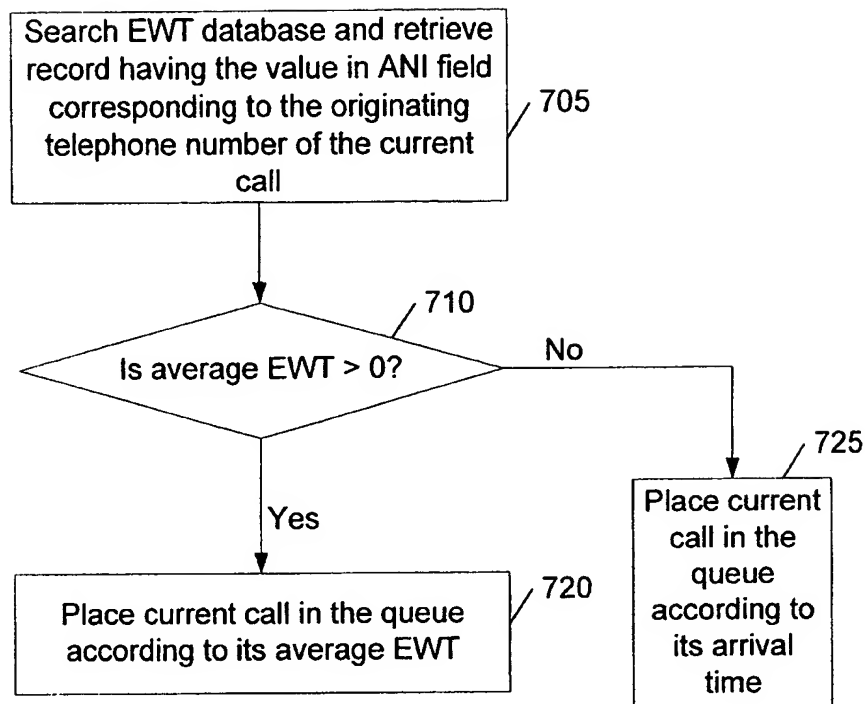 Search EWT database and retrieve
record having the value in ANI field
corresponding to the originating
telephone number of the current
call
705
710
Is average EWT > 0?
No
Yes
725
Place current
call in the
queue
according to
its arrival
time
720
Place current call in the queue
according to its average EWT